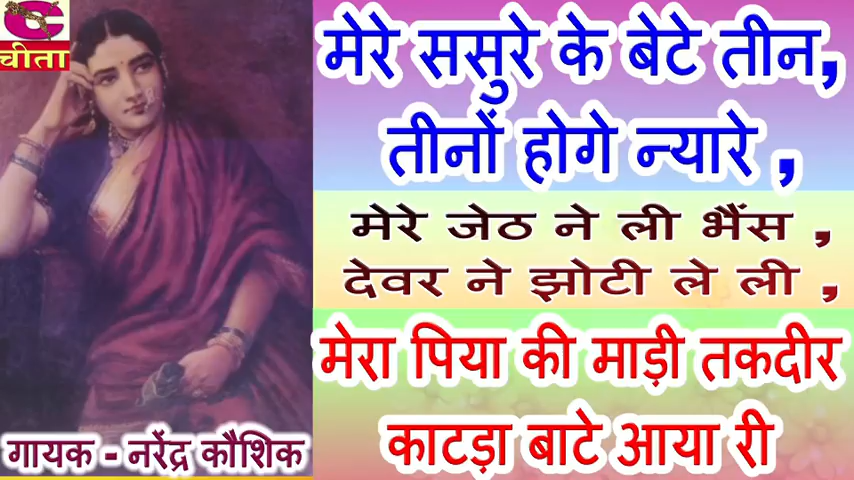 चीता
मेरे ससुरे के बेटे तीन,
तीनों होगे न्यारे ,
मेरे जेठ ने ली भैंस ,
देवर ने झोटी ले ली ,
मेरा पिया की माड़ी तकदीर
काटड़ा बाटे आया री
गायक - नरेंद्र कौशिक